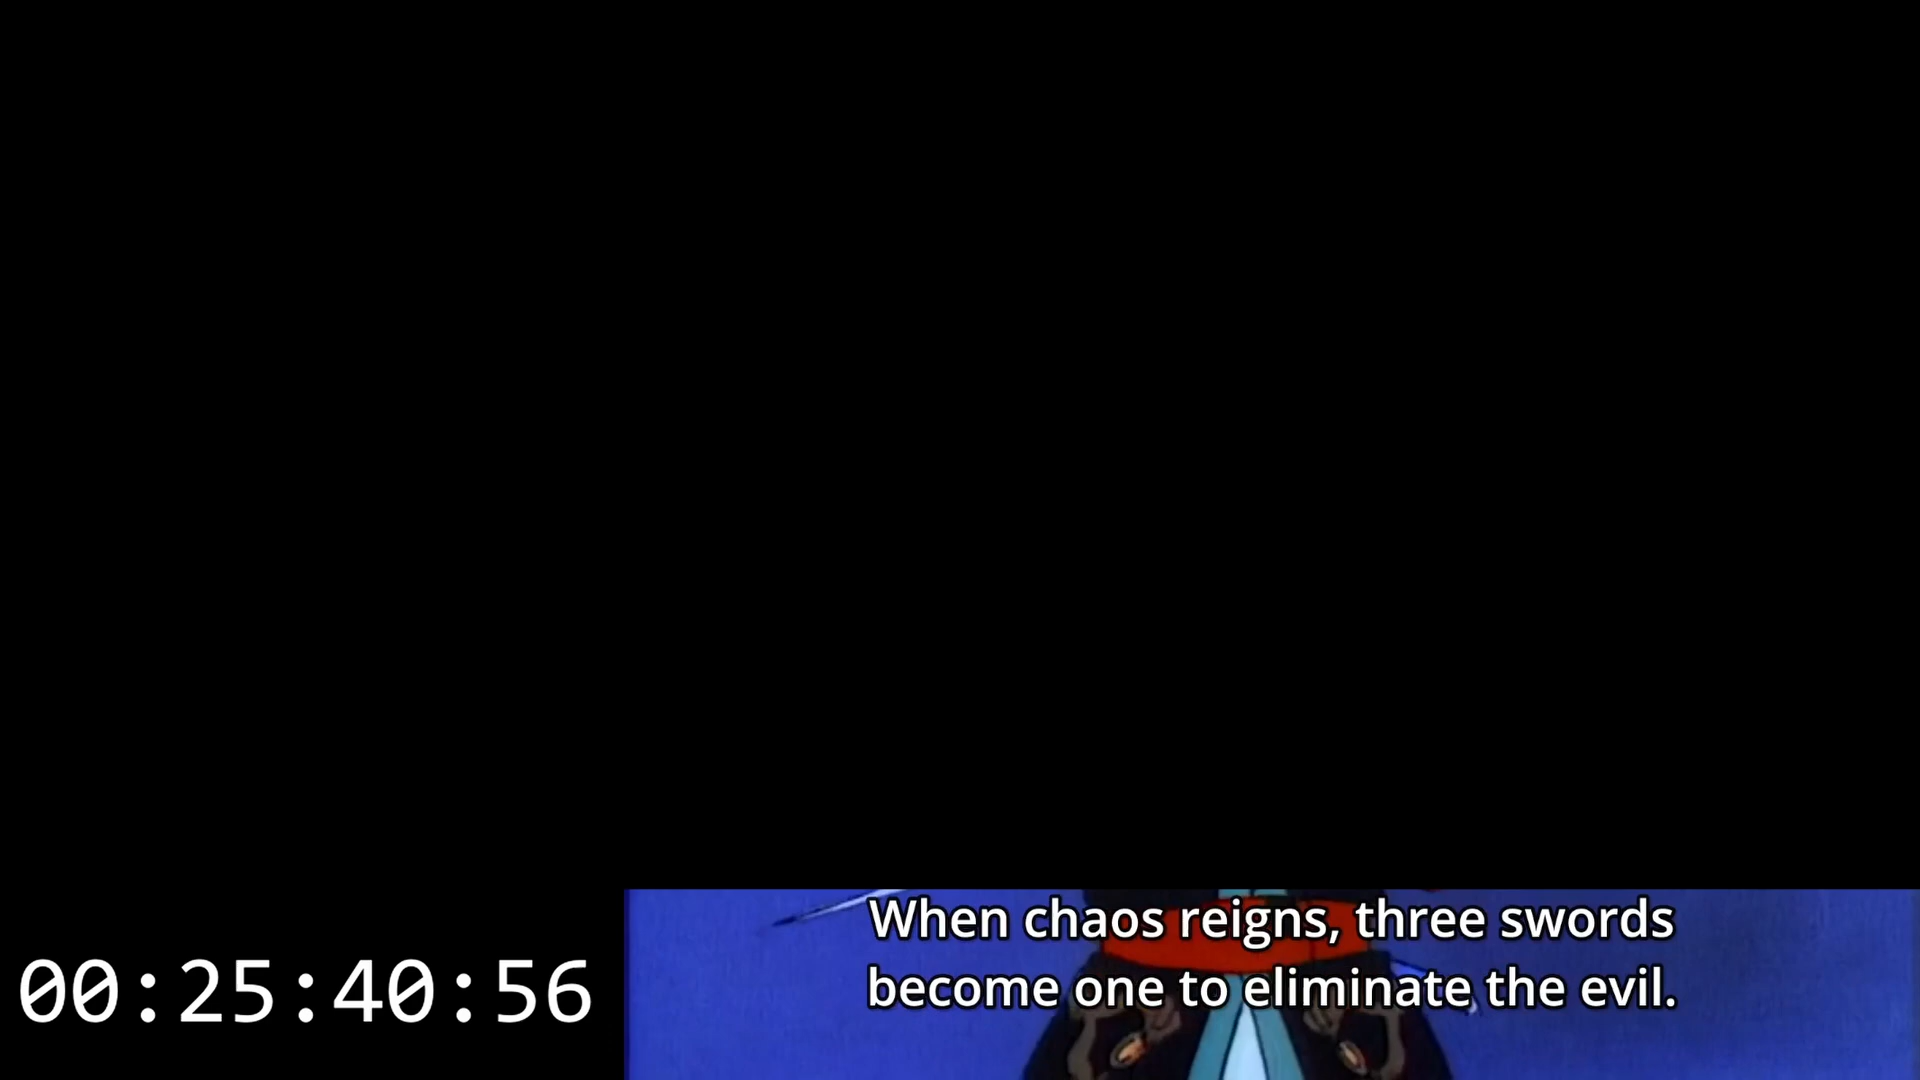 When chaos reigns, three swords
become one to eliminate the evil.
00:25:40:56